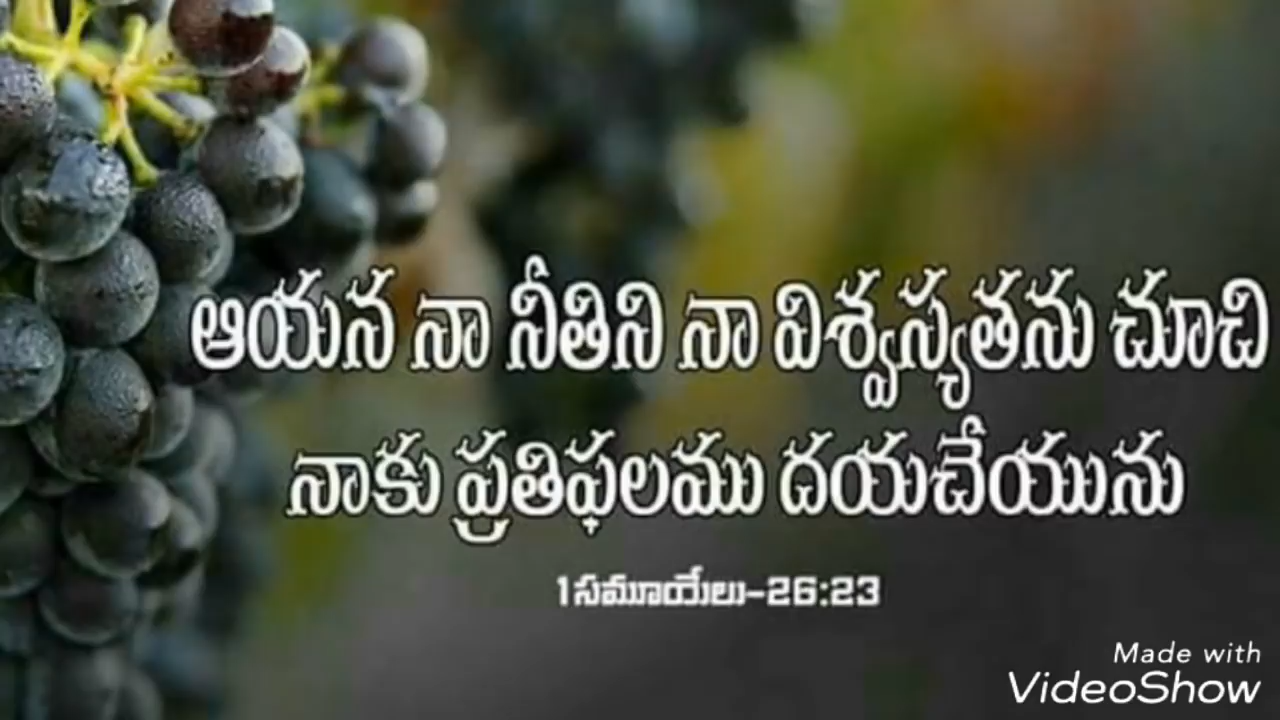 ఆయన నా నీతిని నా విశ్వస్యతను చూచి
నాకు ప్రతిఫలము దయచేయును
1సమూయేలు-26:23
Made with
VideoShow